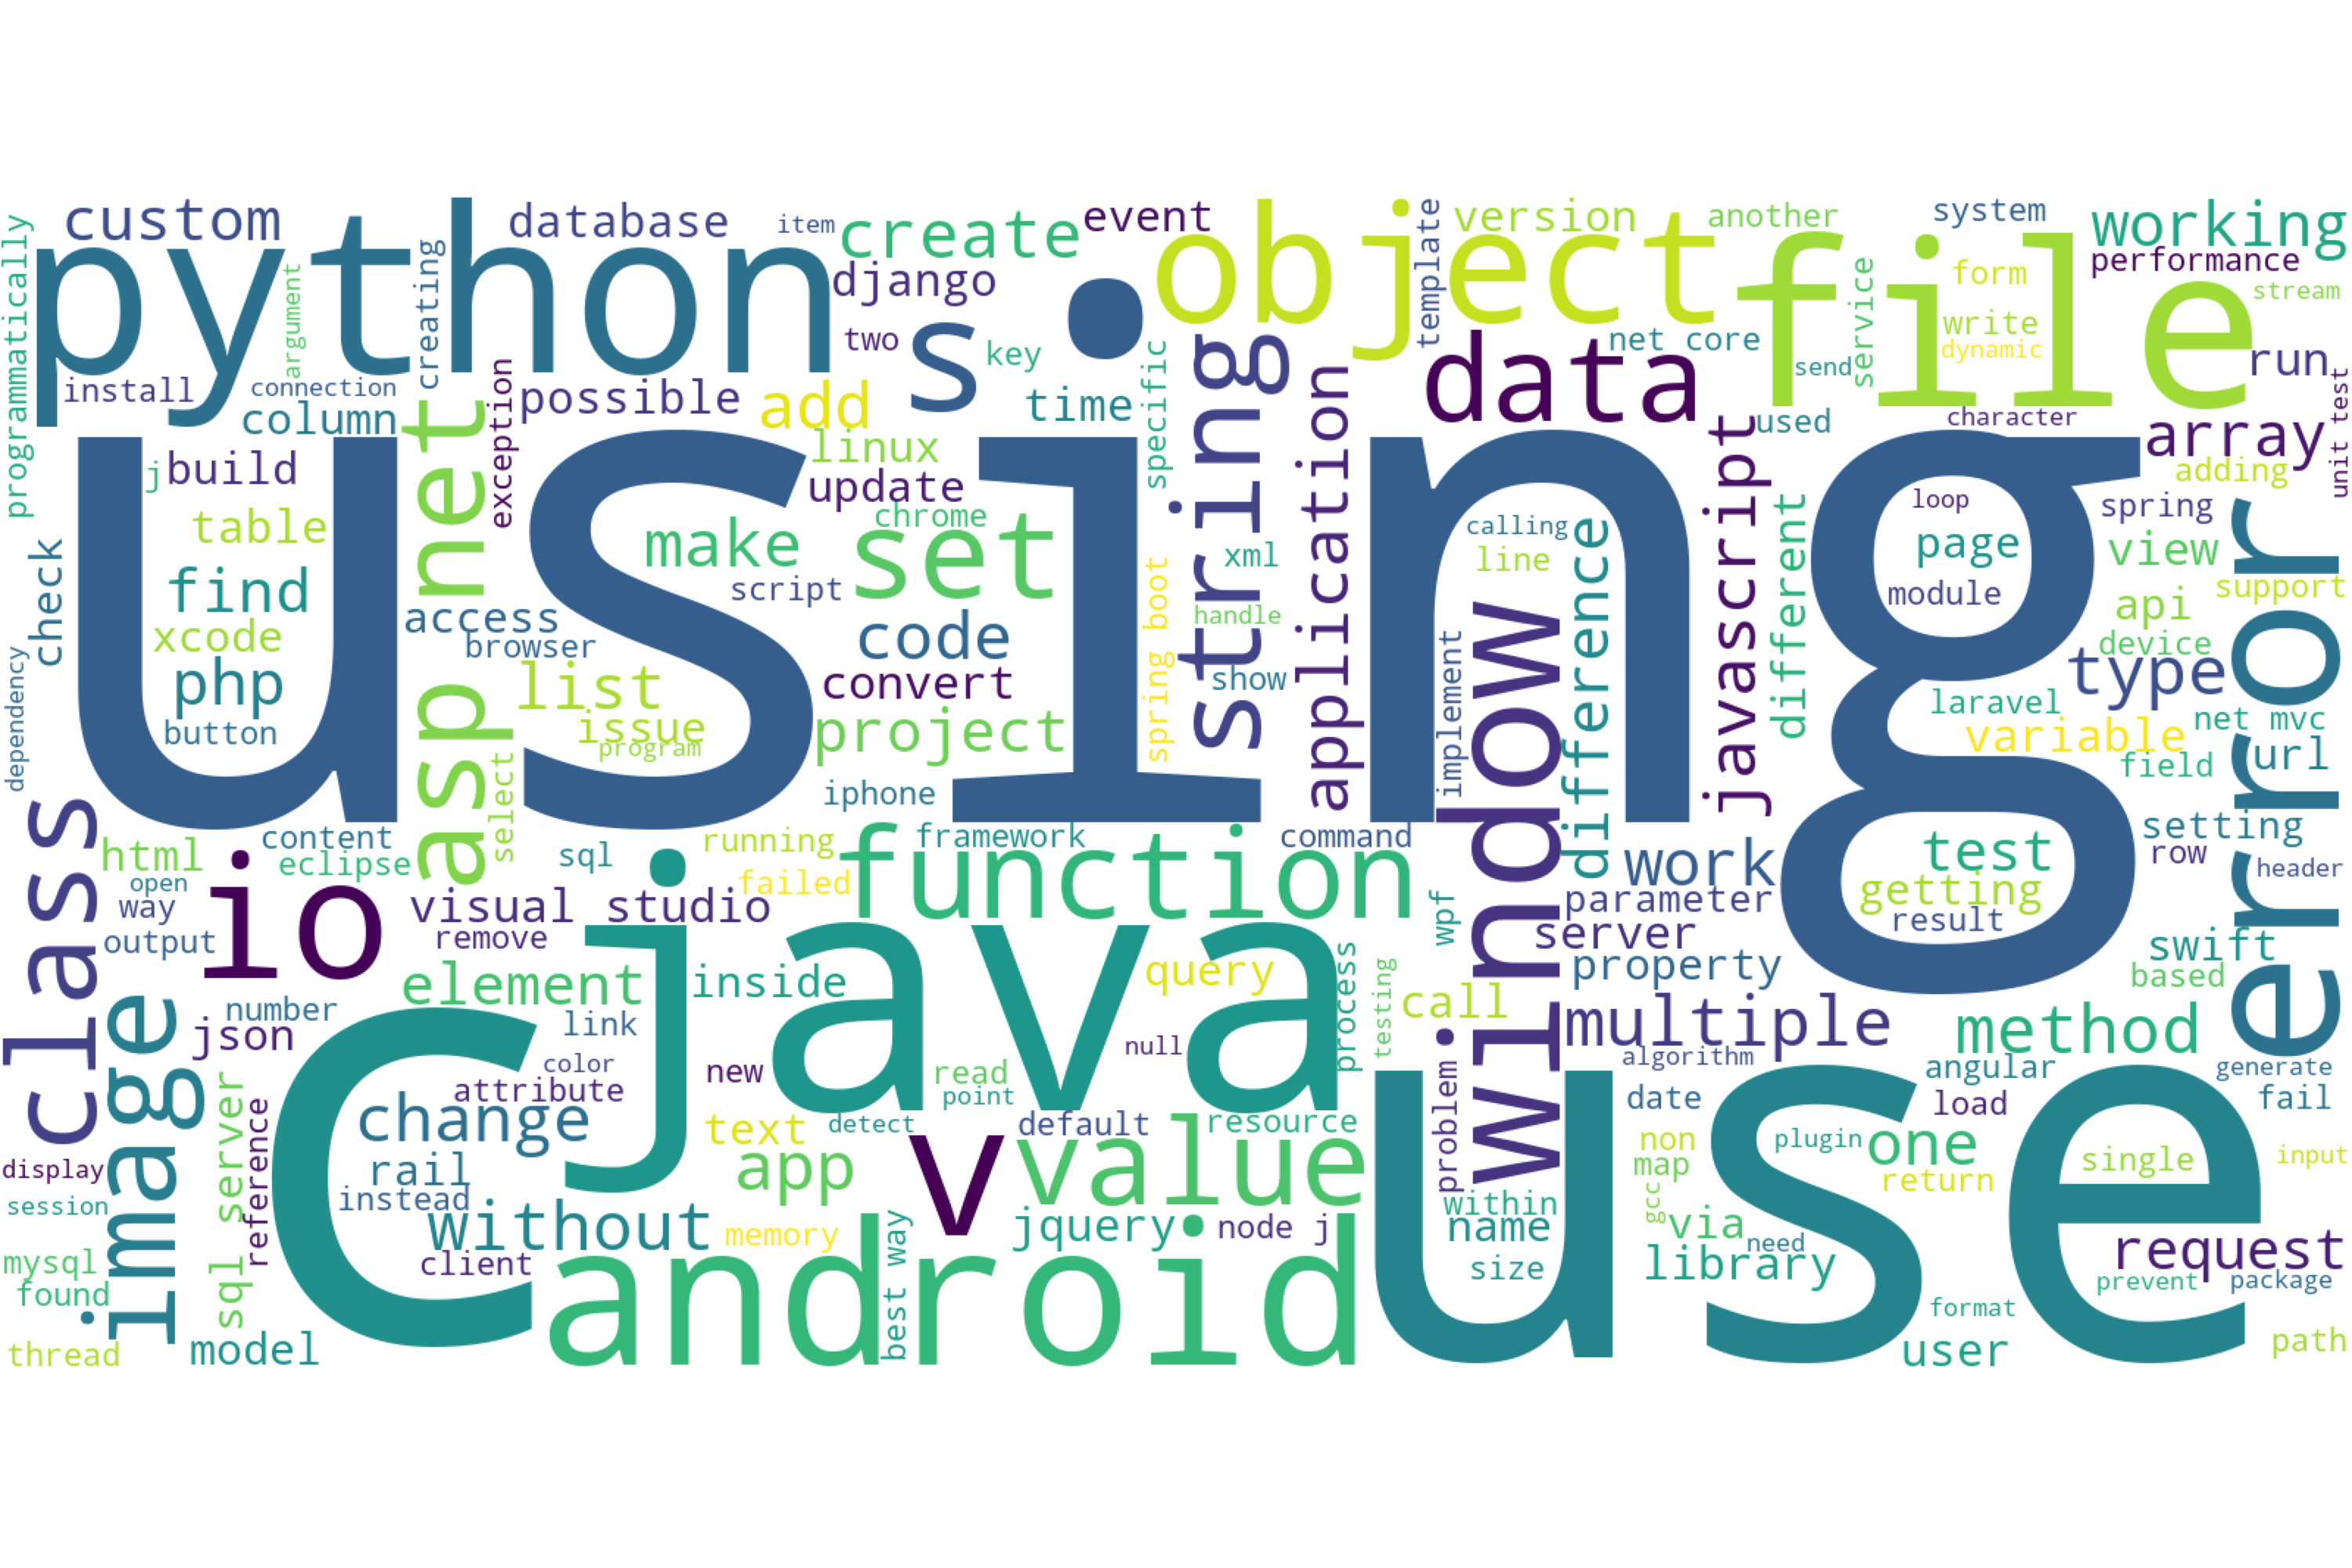 custom
python
database
item
create
event
object
version
another
system
working
programmatically
argument
creating
django
template
file
form
performance
stream
service
two
s
key
string
data
net core
write
dynamic
run
install
connection
column
asp net
exception
possible
add
time
specific
application
javascript
send
used
character
array
unit test
using
j
build
linux
update
chrome
adding
loop
spring
error
table
make
set
calling
difference
different
page
view
check
find
script
xml
line
module
support
xcode
access
browser
code
spring boot
handle
window
implement
api
device
dependency
php
list
convert
show
type
laravel
button
issue
program
project
variable
net mvc
field
url
select
iphone
class
content
html
eclipse
running
framework
command
function
setting
test
row
header
open
io
sql
failed
work
getting
way
visual studio
wpf
parameter
result
output
remove
java
server
swift
image
element
inside
query
process
testing
property
based
number
call
json
c
link
multiple
method
null
color
algorithm
angular
generate
sql server
reference
attribute
new
read
point
use
problem
date
load
fail
change
text
detect
default
resource
non
plugin
one
display
rail
app
v
value
map
single
input
session
instead
within
gcc
return
without
memory
best way
jquery
node j
name
via
need
request
mysql
client
android
size
library
prevent
package
found
format
thread
model
user
path